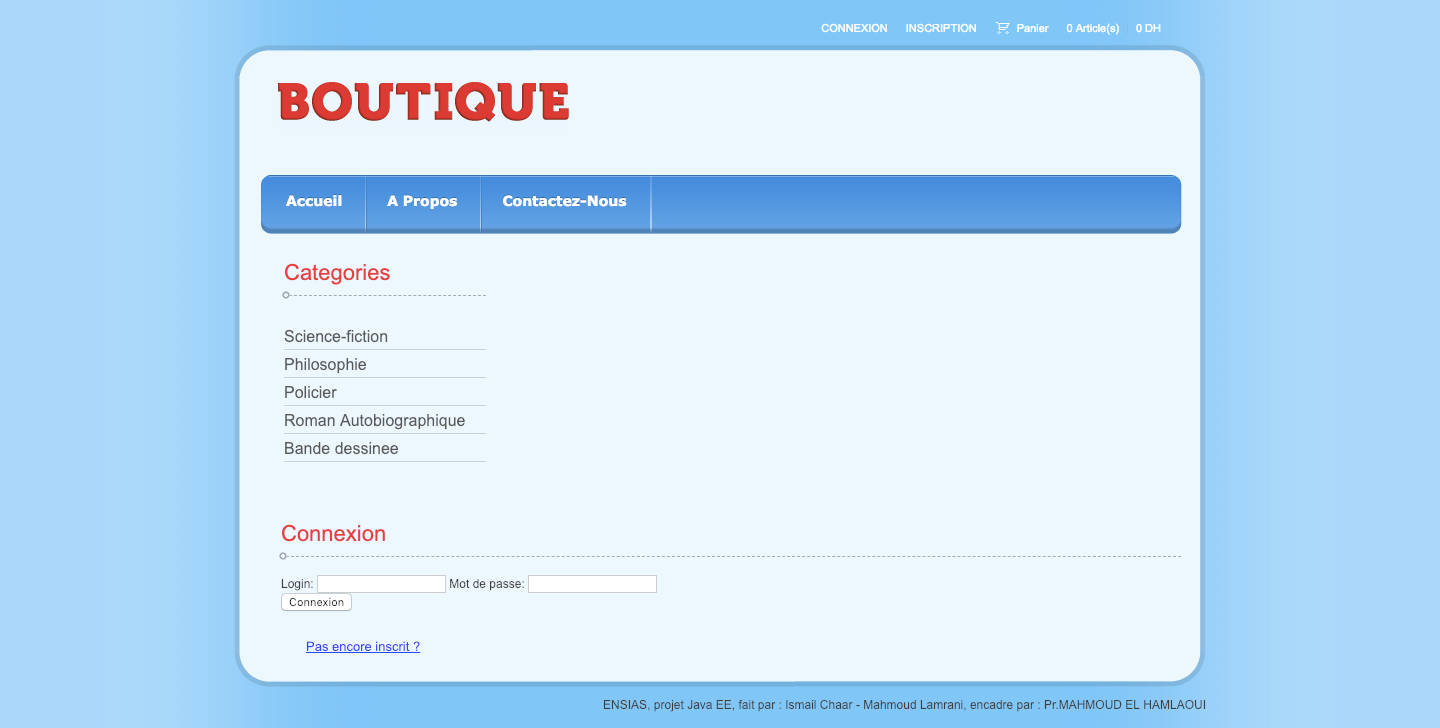 CONNEXION INSCRIPTION Panier 0 Article(s) 0 DH
BOUTIQUE
Accueil A Propos Contactez-Nous
Categories
Science-fiction
Philosophie
Policier
Roman Autobiographique
Bande dessinee
Connexion
Login: Mot de passe:
Connexion
Pas encore inscrit ?
ENSIAS, projet Java EE, fait par : Ismail Chaar - Mahmoud Lamrani, encadre par : Pr.MAHMOUD EL HAMLAOUI